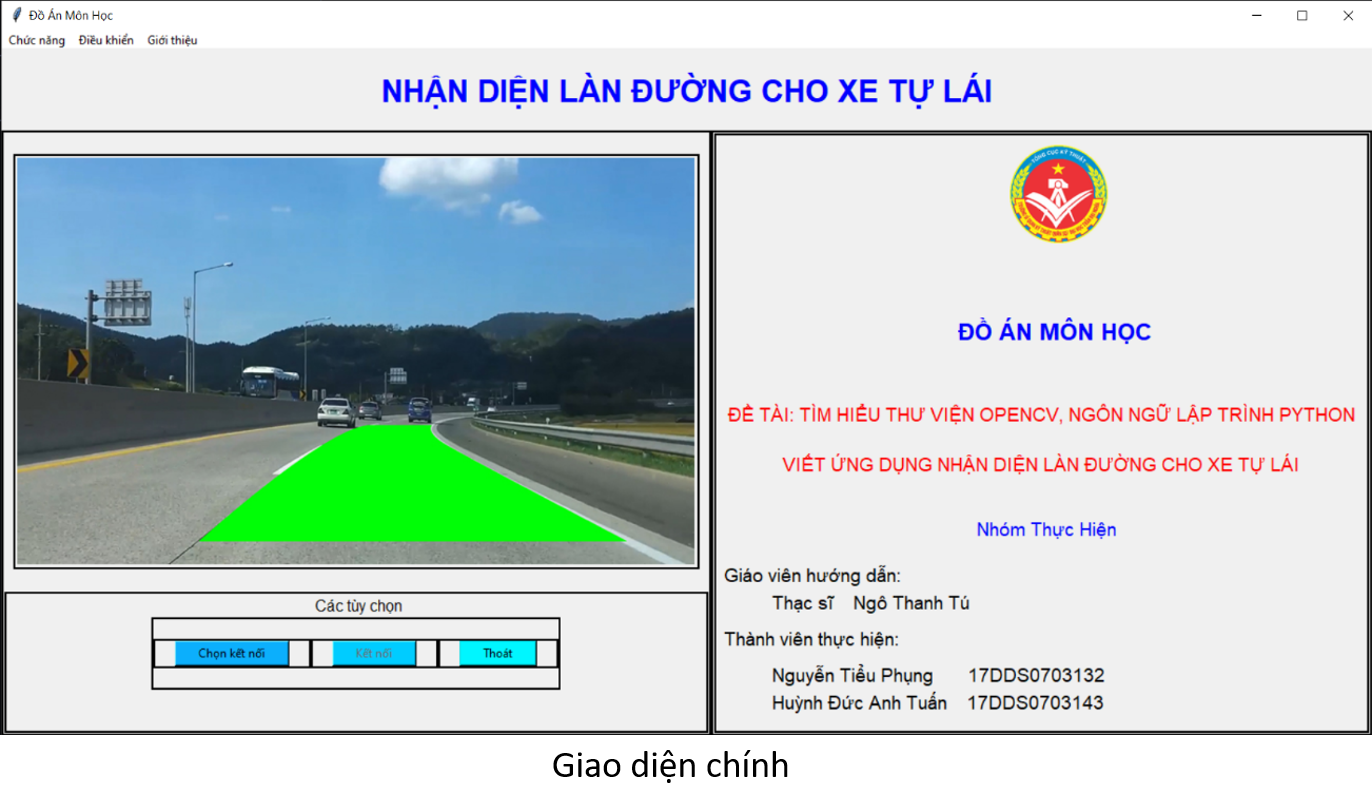 Đồ Án Môn Học
Chức năng Điều khiển Giới thiệu
NHẬN DIỆN LÀN ĐƯỜNG CHO XE TỰ LÁI
TỔNG CỤC KỸ THUẬT
ĐỒ ÁN MÔN HỌC
ĐỀ TÀI: TÌM HIỂU THƯ VIỆN OPENCV, NGÔN NGỮ LẬP TRÌNH PYTHON
VIẾT ỨNG DỤNG NHẬN DIỆN LÀN ĐƯỜNG CHO XE TỰ LÁI
Nhóm Thực Hiện
Giáo viên hướng dẫn:
Thạc sĩ Ngô Thanh Tú
Thành viên thực hiện:
Nguyễn Tiểu Phụng 17DDS0703132
Huỳnh Đức Anh Tuấn 17DDS0703143
Các tùy chọn
Chọn kết nối Kết nối Thoát
Giao diện chính